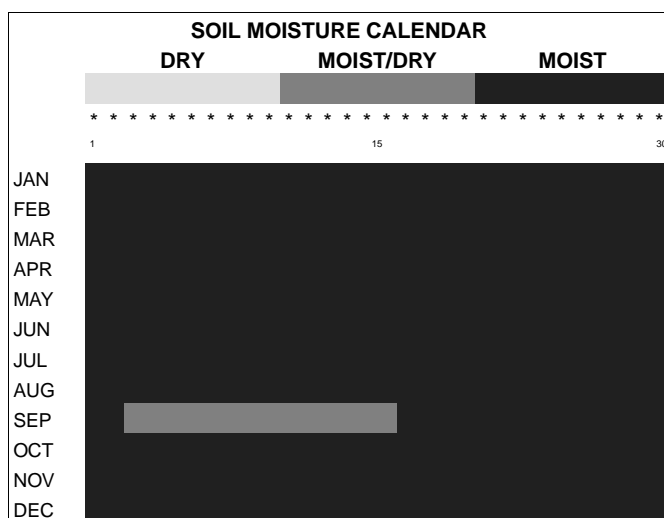 SOIL MOISTURE CALENDAR
DRY MOIST/DRY MOIST
* * * * * * * * * * * * * * * * * * * * * * * * * * * * * *
1 15 30
JAN
FEB
MAR
APR
MAY
JUN
JUL
AUG
SEP
OCT
NOV
DEC